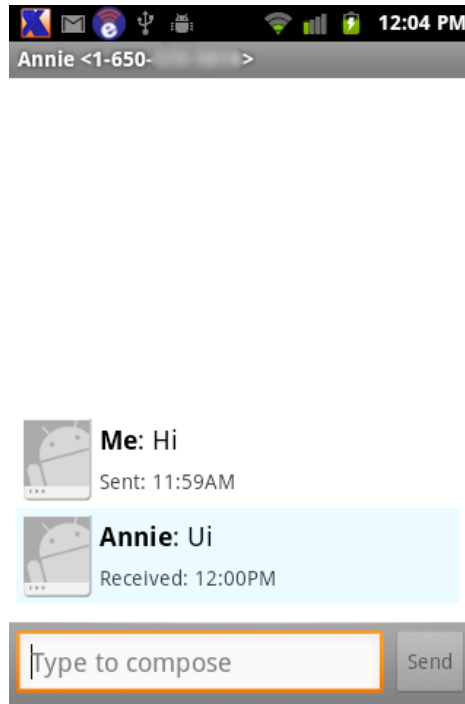 12:04 PM
Annie <1-650- >
Me: Hi
Sent: 11:59AM
Annie: Ui
Received: 12:00PM
Type to compose
Send